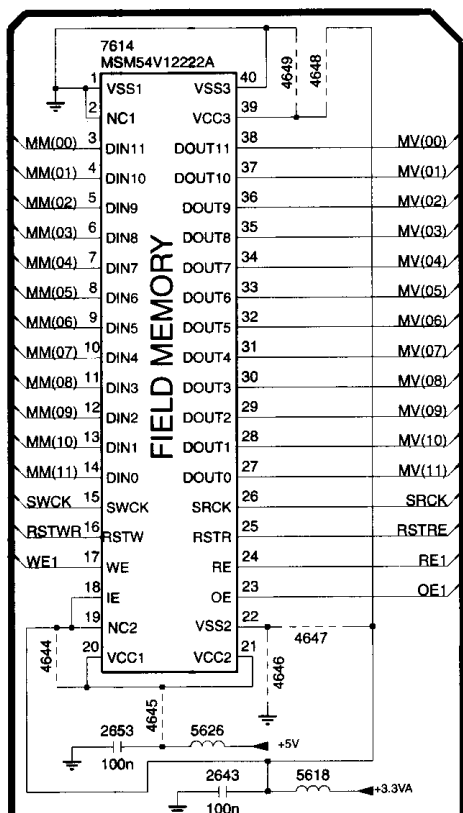 7614
MSM54V12222A
4649
4648
1 VSS1 VSS3 40
2 NC1 VCC3 39
MM(00) 3 DIN11 DOUT11 38 MV(00)
MM(01) 4 DIN10 DOUT10 37 MV(01)
MM(02) 5 DIN9 DOUT9 36 MV(02)
MM(03) 6 DIN8 DOUT8 35 MV(03)
MM(04) 7 DIN7 DOUT7 34 MV(04)
MM(05) 8 DIN6 DOUT6 33 MV(05)
MM(06) 9 DIN5 DOUT5 32 MV(06)
MM(07) 10 DIN4 DOUT4 31 MV(07)
MM(08) 11 DIN3 DOUT3 30 MV(08)
MM(09) 12 DIN2 DOUT2 29 MV(09)
MM(10) 13 DIN1 DOUT1 28 MV(10)
MM(11) 14 DIN0 DOUT0 27 MV(11)
SWCK 15 SWCK SRCK 26 SRCK
RSTWR 16 RSTW RSTR 25 RSTRE
WE1 17 WE RE 24 RE1
18 IE OE 23 OE1
19 NC2 VSS2 22
20 VCC1 VCC2 21
FIELD MEMORY
4644
4645
4646
4647
2653
100n
5626
+5V
2643
100n
5618
+3.3VA